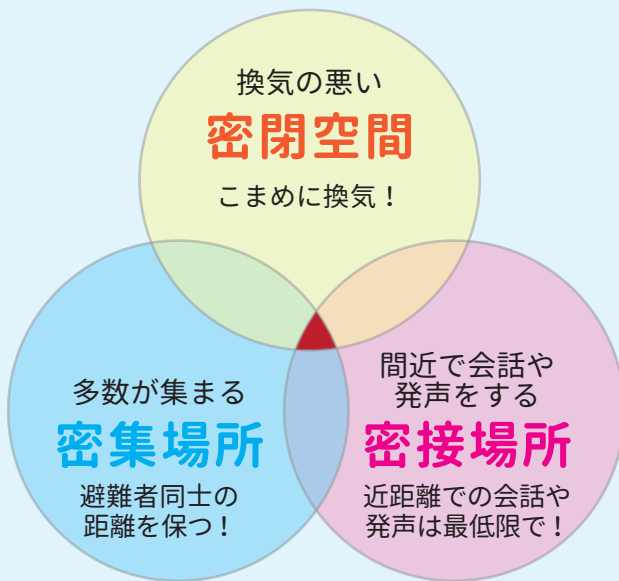 換気の悪い
密閉空間
こまめに換気！
多数が集まる
密集場所
避難者同士の
距離を保つ！
間近で会話や
発声をする
密接場所
近距離での会話や
発声は最低限で！